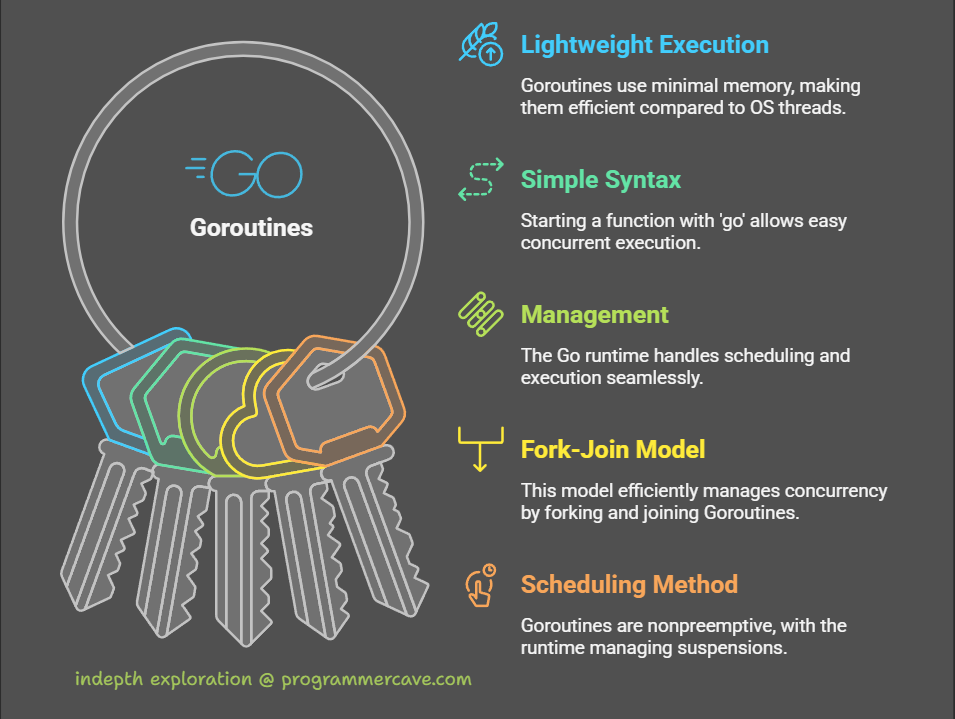 GO
Goroutines
Lightweight Execution
Goroutines use minimal memory, making
them efficient compared to OS threads.
Simple Syntax
Starting a function with 'go' allows easy
concurrent execution.
Management
The Go runtime handles scheduling and
execution seamlessly.
Fork-Join Model
This model efficiently manages concurrency
by forking and joining Goroutines.
Scheduling Method
Goroutines are nonpreemptive, with the
runtime managing suspensions.
indepth exploration @ programmercave.com